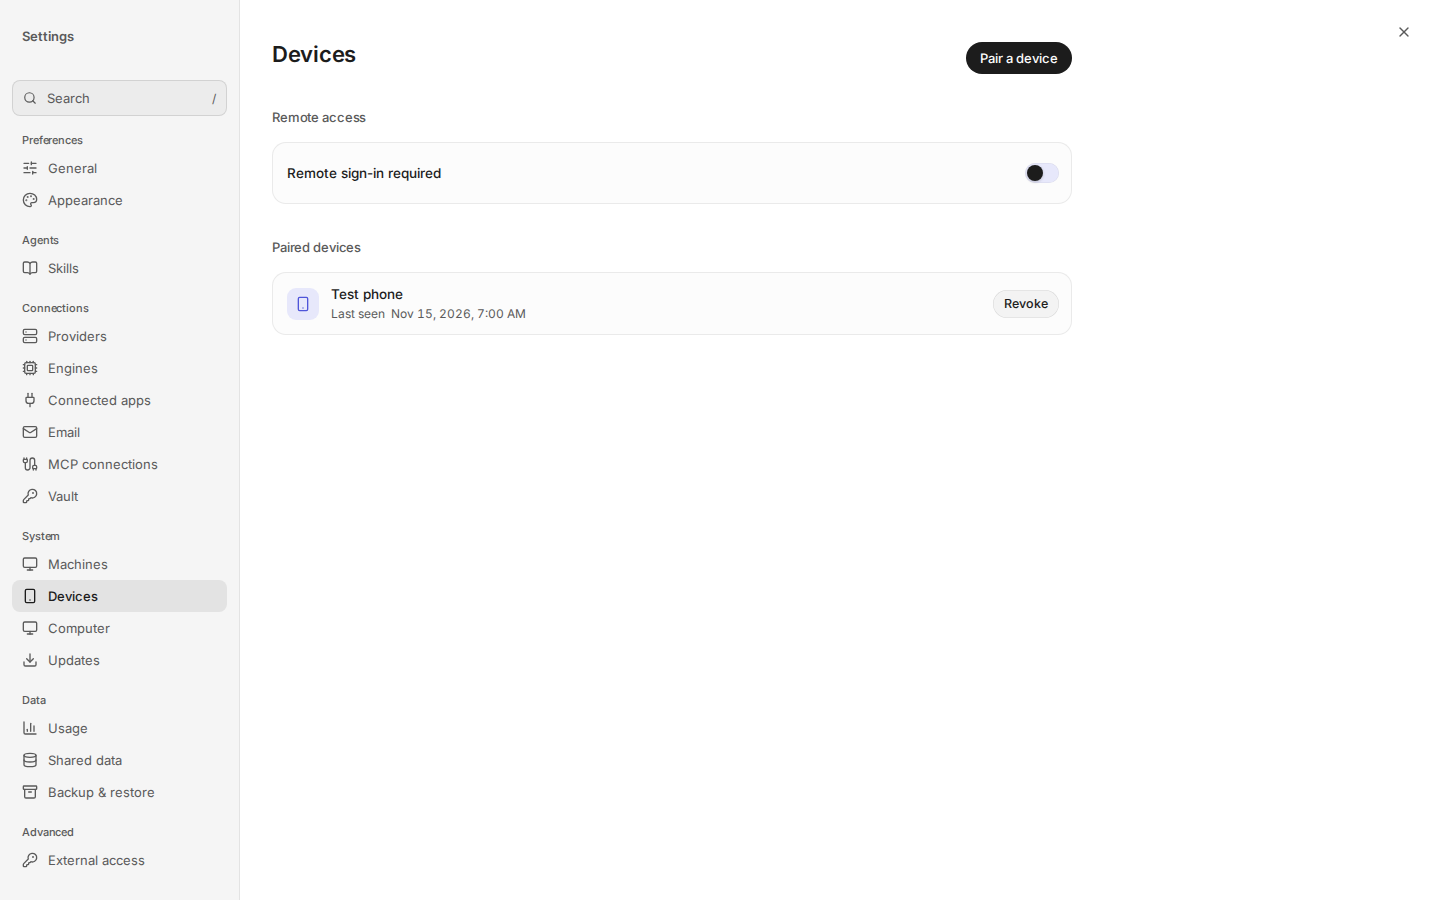 Settings
Search /
Preferences
General
Appearance
Agents
Skills
Connections
Providers
Engines
Connected apps
Email
MCP connections
Vault
System
Machines
Devices
Computer
Updates
Data
Usage
Shared data
Backup & restore
Advanced
External access
Devices
Pair a device
Remote access
Remote sign-in required
Paired devices
Test phone
Last seen Nov 15, 2026, 7:00 AM
Revoke